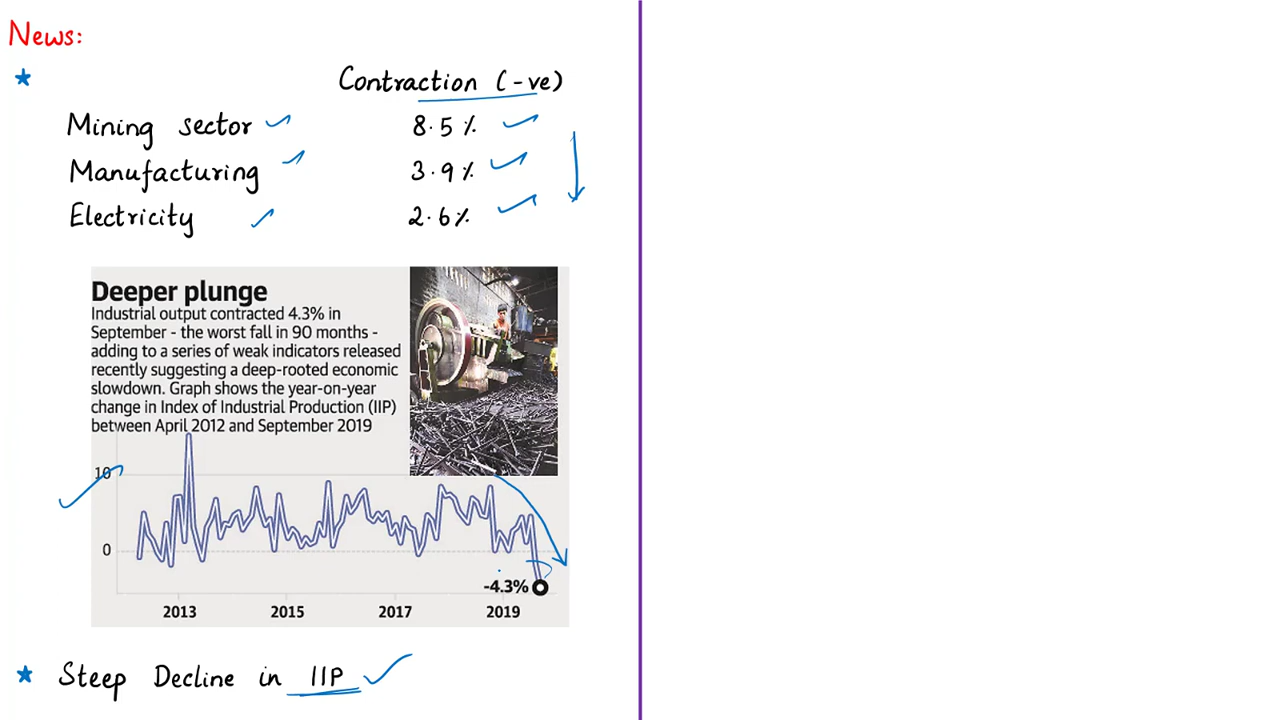 News:
Contraction (-ve)
Mining sector 8.5%
Manufacturing 3.9%
Electricity 2.6%
Deeper plunge
Industrial output contracted 4.3% in
September - the worst fall in 90 months -
adding to a series of weak indicators released
recently suggesting a deep-rooted economic
slowdown. Graph shows the year-on-year
change in Index of Industrial Production (IIP)
between April 2012 and September 2019
10
0
-4.3%
2013 2015 2017 2019
Steep Decline in IIP